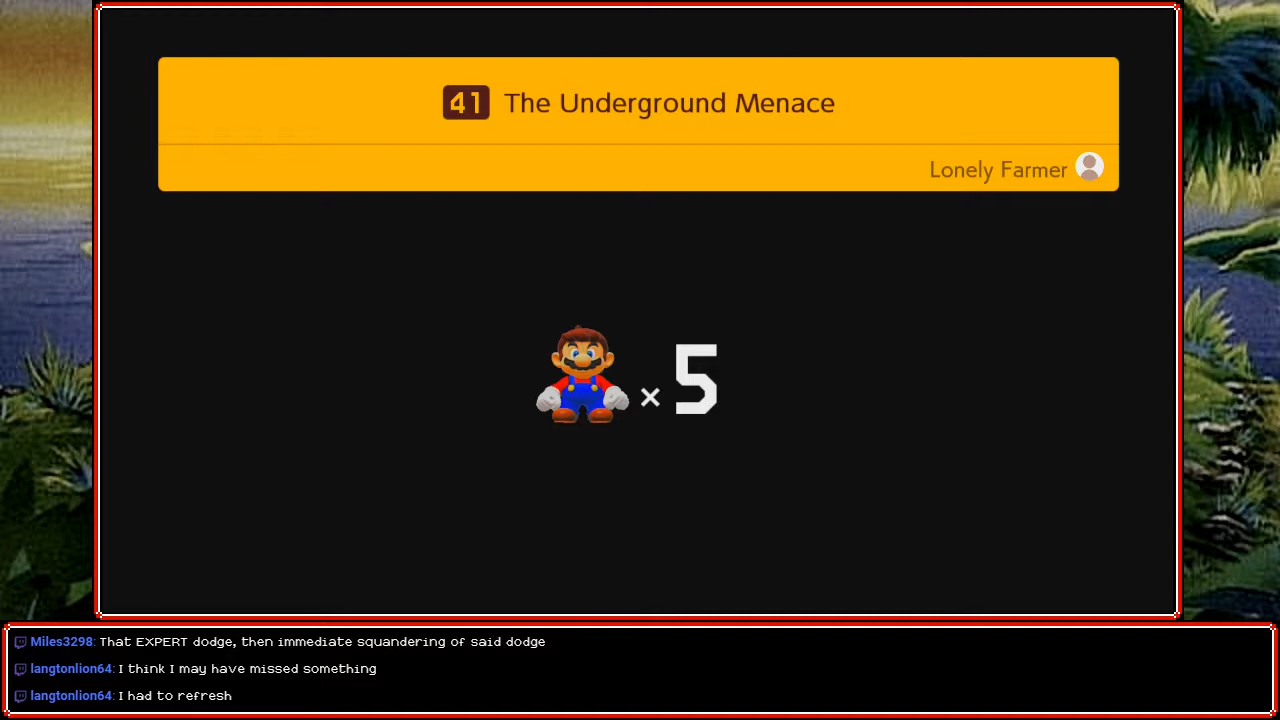 41 The Underground Menace
Lonely Farmer
× 5
Miles3298: That EXPERT dodge, then immediate squandering of said dodge
langtonlion64: I think I may have missed something
langtonlion64: I had to refresh